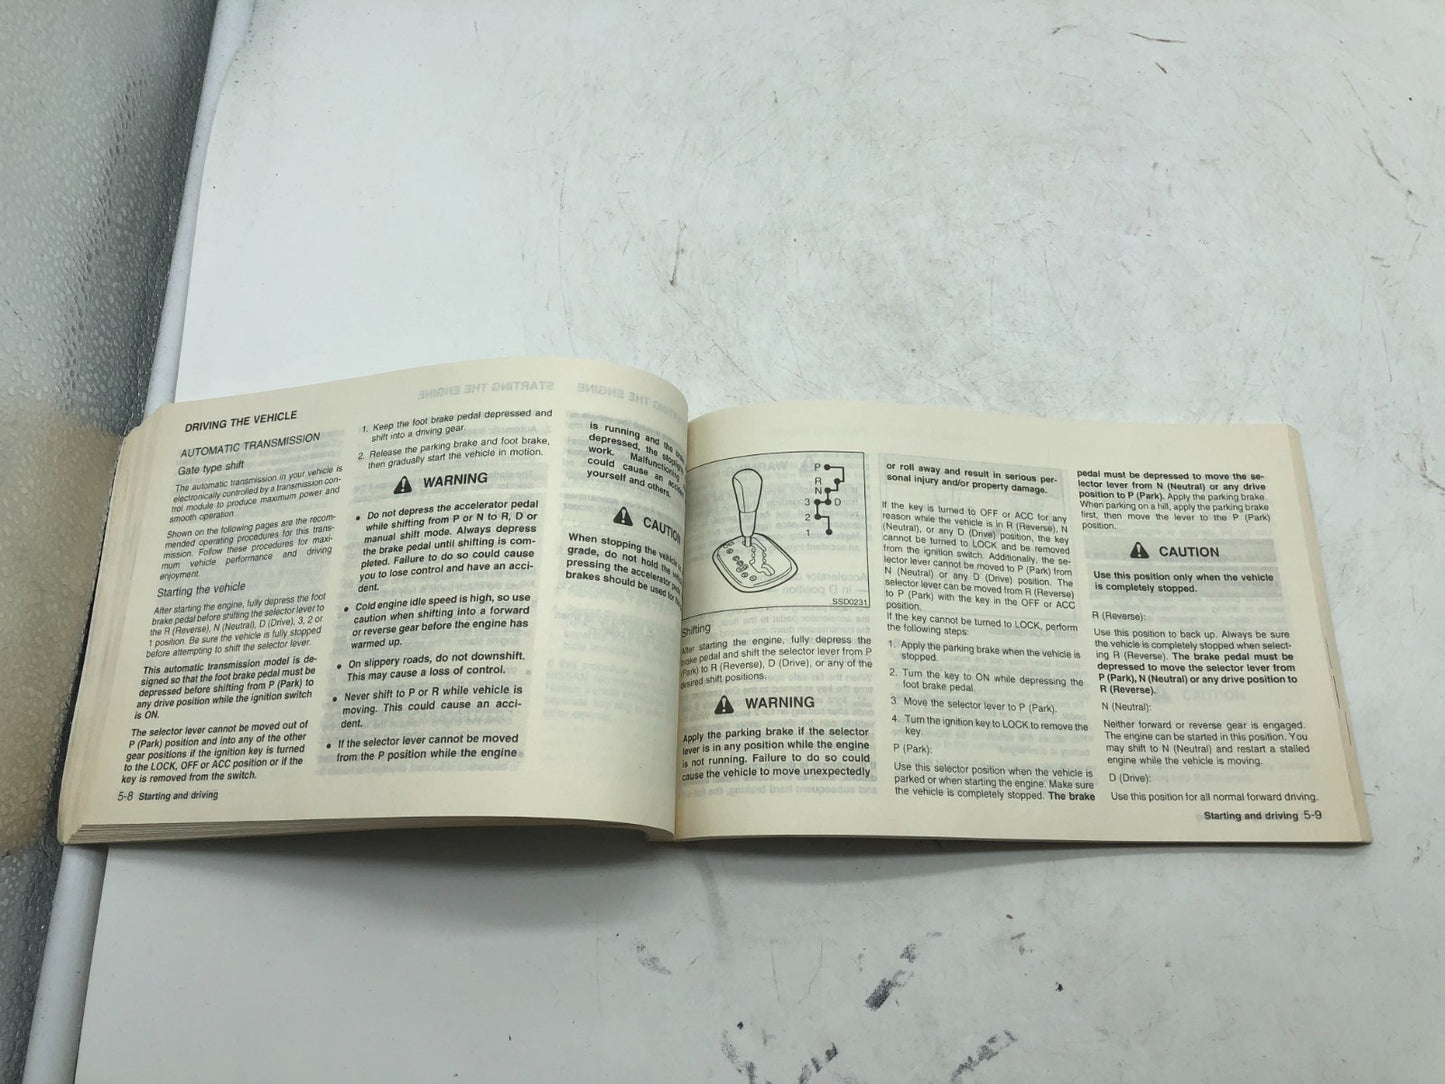 DRIVING THE VEHICLE
AUTOMATIC TRANSMISSION
Gate type shift
The automatic transmission in your vehicle is
electronically controlled by a transmission con-
trol module to produce maximum power and
smooth operation.
Shown on the following pages are the recom-
mended operating procedures for this trans-
mission. Follow these procedures for maxi-
mum vehicle performance and driving
enjoyment.
Starting the vehicle
After starting the engine, fully depress the foot
brake pedal before shifting the selector lever to
the R (Reverse), N (Neutral), D (Drive), 3, 2 or
1 position. Be sure the vehicle is fully stopped
before attempting to shift the selector lever.
This automatic transmission model is de-
signed so that the foot brake pedal must be
depressed before shifting from P (Park) to
any drive position while the ignition switch
is ON.
The selector lever cannot be moved out of
P (Park) position and into any of the other
gear positions if the ignition key is turned
to the LOCK, OFF or ACC position or if the
key is removed from the switch.
5-8 Starting and driving
1. Keep the foot brake pedal depressed and
shift into a driving gear.
2. Release the parking brake and foot brake,
then gradually start the vehicle in motion.
WARNING
• Do not depress the accelerator pedal
while shifting from P or N to R, D or
manual shift mode. Always depress
the brake pedal until shifting is com-
pleted. Failure to do so could cause
you to lose control and have an acci-
dent.
• Cold engine idle speed is high, so use
caution when shifting into a forward
or reverse gear before the engine has
warmed up.
• On slippery roads, do not downshift.
This may cause a loss of control.
• Never shift to P or R while vehicle is
moving. This could cause an acci-
dent.
• If the selector lever cannot be moved
from the P position while the engine
is running and the
depressed, the
work. Malfunctioning
could cause an
yourself and others.
CAUTION
When stopping the vehicle
grade, do not hold the
pressing the accelerator
brakes should be used for
P
R
N
3 D
2
1
SSD0231
Shifting
After starting the engine, fully depress the
brake pedal and shift the selector lever from P
(Park) to R (Reverse), D (Drive), or any of the
desired shift positions.
WARNING
Apply the parking brake if the selector
lever is in any position while the engine
is not running. Failure to do so could
cause the vehicle to move unexpectedly
or roll away and result in serious per-
sonal injury and/or property damage.
If the key is turned to OFF or ACC for any
reason while the vehicle is in R (Reverse), N
(Neutral), or any D (Drive) position, the key
cannot be turned to LOCK and be removed
from the ignition switch. Additionally, the se-
lector lever cannot be moved to P (Park) from
N (Neutral) or any D (Drive) position. The
selector lever can be moved from R (Reverse)
to P (Park) with the key in the OFF or ACC
position.
If the key cannot be turned to LOCK, perform
the following steps:
1. Apply the parking brake when the vehicle is
stopped.
2. Turn the key to ON while depressing the
foot brake pedal.
3. Move the selector lever to P (Park).
4. Turn the ignition key to LOCK to remove the
key.
P (Park):
Use this selector position when the vehicle is
parked or when starting the engine. Make sure
the vehicle is completely stopped. The brake
pedal must be depressed to move the se-
lector lever from N (Neutral) or any drive
position to P (Park). Apply the parking brake.
When parking on a hill, apply the parking brake
first, then move the lever to the P (Park)
position.
CAUTION
Use this position only when the vehicle
is completely stopped.
R (Reverse):
Use this position to back up. Always be sure
the vehicle is completely stopped when select-
ing R (Reverse). The brake pedal must be
depressed to move the selector lever from
P (Park), N (Neutral) or any drive position to
R (Reverse).
N (Neutral):
Neither forward or reverse gear is engaged.
The engine can be started in this position. You
may shift to N (Neutral) and restart a stalled
engine while the vehicle is moving.
D (Drive):
Use this position for all normal forward driving.
Starting and driving 5-9